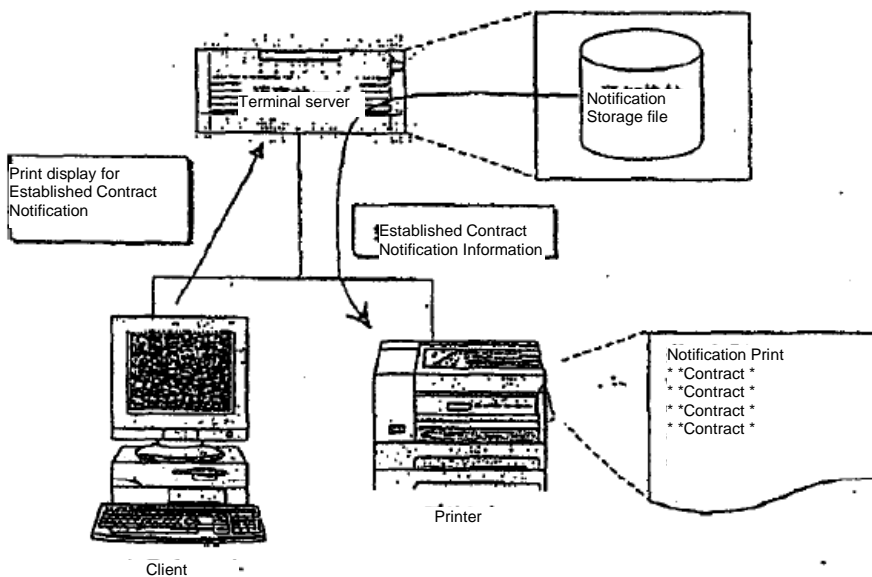 Terminal server
Notification
Storage file
Print display for
Established Contract
Notification
Established Contract
Notification Information
Notification Print
* *Contract *
* *Contract *
* *Contract *
* *Contract *
Printer
Client